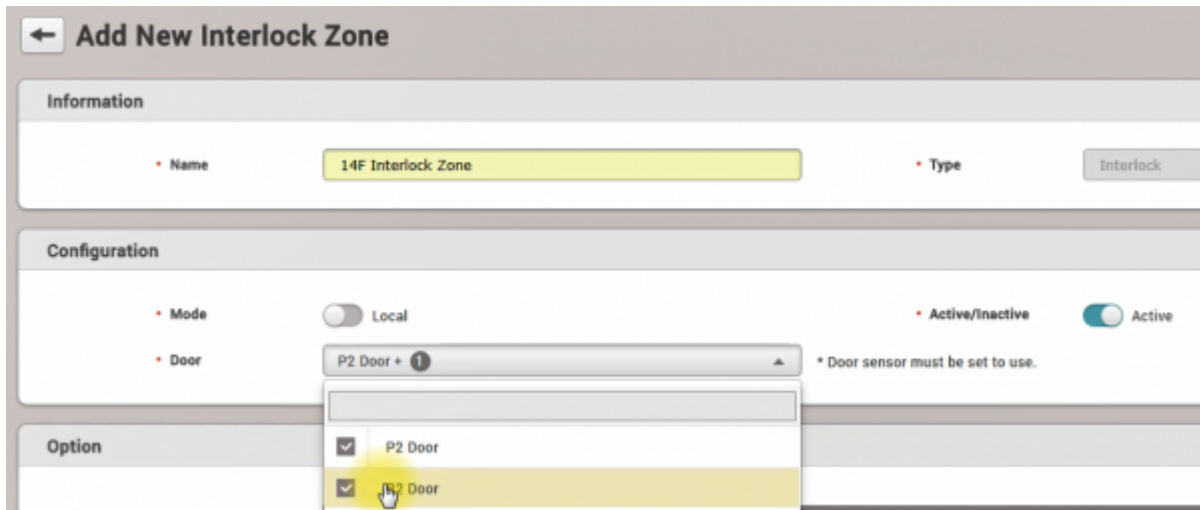 Add New Interlock Zone
Information
• Name 14F Interlock Zone • Type Interlock
Configuration
• Mode Local • Active/Inactive Active
• Door P2 Door + 1 * Door sensor must be set to use.
P2 Door
Option
Door